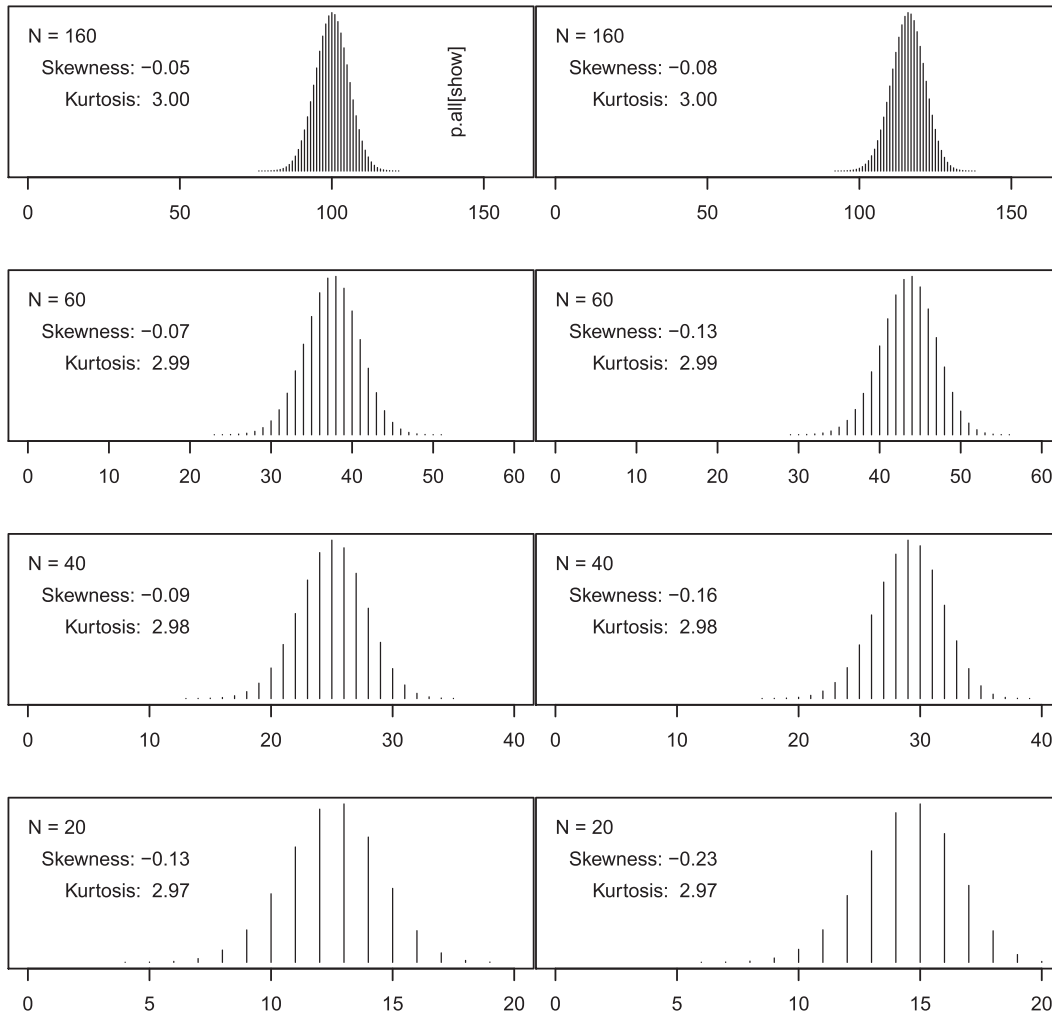 N = 160
Skewness: −0.05
Kurtosis: 3.00
p.all[show]
0 50 100 150
N = 160
Skewness: −0.08
Kurtosis: 3.00
0 50 100 150
N = 60
Skewness: −0.07
Kurtosis: 2.99
0 10 20 30 40 50 60
N = 60
Skewness: −0.13
Kurtosis: 2.99
0 10 20 30 40 50 60
N = 40
Skewness: −0.09
Kurtosis: 2.98
0 10 20 30 40
N = 40
Skewness: −0.16
Kurtosis: 2.98
0 10 20 30 40
N = 20
Skewness: −0.13
Kurtosis: 2.97
0 5 10 15 20
N = 20
Skewness: −0.23
Kurtosis: 2.97
0 5 10 15 20